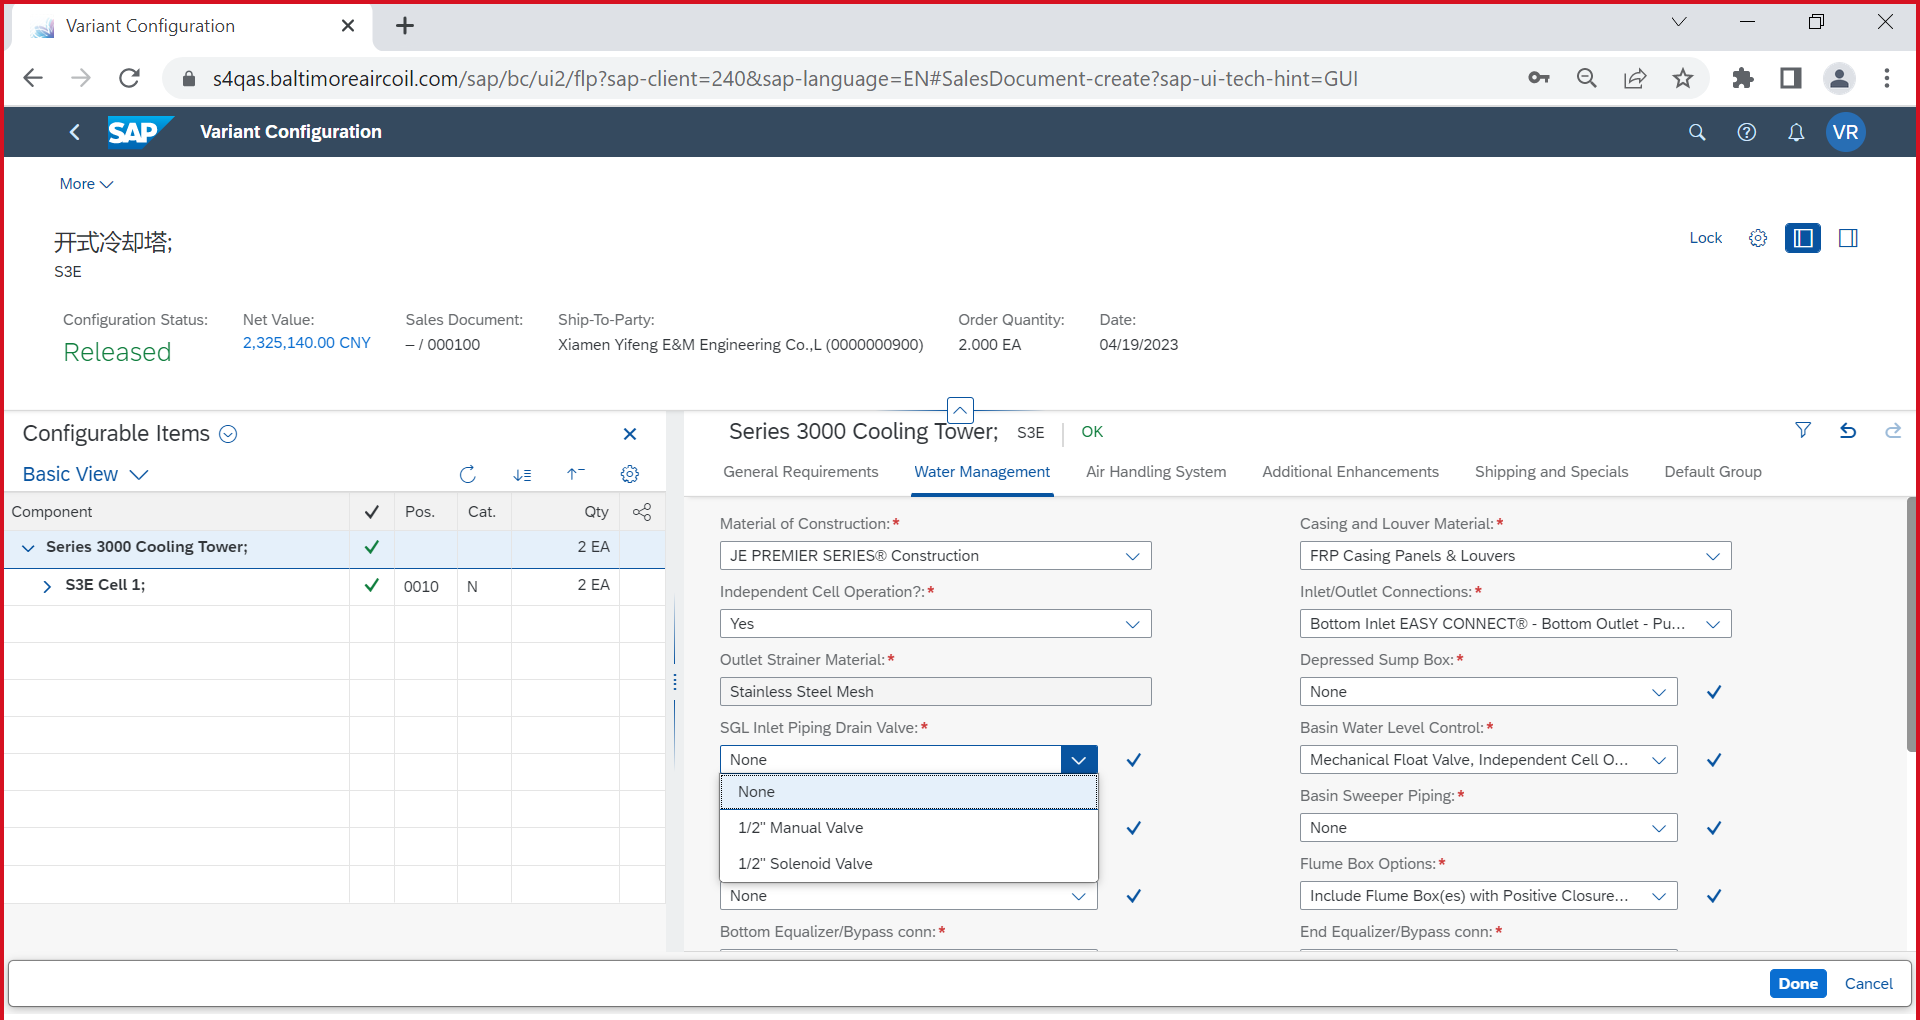 Variant Configuration
s4qas.baltimoreaircoil.com/sap/bc/ui2/flp?sap-client=240&sap-language=EN#SalesDocument-create?sap-ui-tech-hint=GUI
SAP Variant Configuration VR
More
开式冷却塔;
S3E
Lock
Configuration Status: Net Value: Sales Document: Ship-To-Party: Order Quantity: Date:
Released 2,325,140.00 CNY – / 000100 Xiamen Yifeng E&M Engineering Co.,L (0000000900) 2.000 EA 04/19/2023
Configurable Items
Basic View
Component Pos. Cat. Qty
Series 3000 Cooling Tower; 2 EA
S3E Cell 1; 0010 N 2 EA
Series 3000 Cooling Tower; S3E OK
General Requirements Water Management Air Handling System Additional Enhancements Shipping and Specials Default Group
Material of Construction:* Casing and Louver Material:*
JE PREMIER SERIES® Construction FRP Casing Panels & Louvers
Independent Cell Operation?:* Inlet/Outlet Connections:*
Yes Bottom Inlet EASY CONNECT® - Bottom Outlet - Pu...
Outlet Strainer Material:* Depressed Sump Box:*
Stainless Steel Mesh None
SGL Inlet Piping Drain Valve:* Basin Water Level Control:*
None Mechanical Float Valve, Independent Cell O...
None Basin Sweeper Piping:*
1/2" Manual Valve None
1/2" Solenoid Valve Flume Box Options:*
None Include Flume Box(es) with Positive Closure...
Bottom Equalizer/Bypass conn:* End Equalizer/Bypass conn:*
Done Cancel